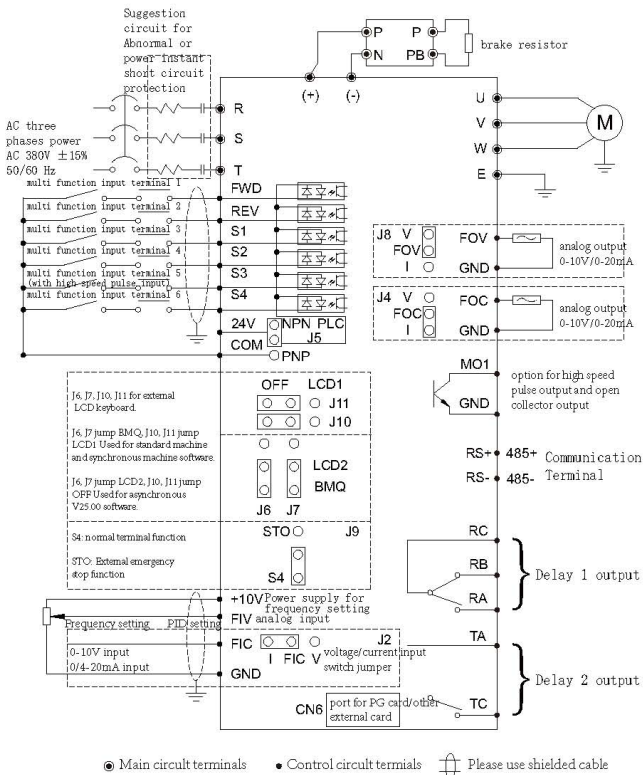 Suggestion
circuit for
Abnormal or
power instant
short circuit
protection
P P
N PB
brake resistor
(+) (-)
R
S
T
AC three
phases power
AC 380V ±15%
50/60 Hz
U
V
W
E
M
multi function input terminal 1
multi function input terminal 2
multi function input terminal 3
multi function input terminal 4
multi function input terminal 5
(with high speed pulse input)
multi function input terminal 6
FWD
REV
S1
S2
S3
S4
24V
COM
NPN PLC
J5
PNP
J8 V
FOV
I
FOV
GND
analog output
0-10V/0-20mA
J4 V
FOC
I
FOC
GND
analog output
0-10V/0-20mA
MO1
GND
option for high speed
pulse output and open
collector output
J6, J7, J10, J11 for external
LCD keyboard.
J6, J7 jump BMQ, J10, J11 jump
LCD1 Used for standard machine
and synchronous machine software.
J6, J7 jump LCD2, J10, J11 jump
OFF Used for asynchronous
V25.00 software.
OFF LCD1
J11
J10
LCD2
BMQ
J6 J7
RS+ 485+
RS- 485-
Communication
Terminal
S4: normal terminal function
STO: External emergency
stop function
STO J9
S4
RC
RB
RA
Delay 1 output
+10V Power supply for
frequency setting
FIV analog input
Frequency setting PID setting
FIC
I FIC V
J2
voltage/current input
switch jumper
0-10V input
0/4-20mA input
GND
TA
TC
Delay 2 output
CN6
port for PG card/other
external card
Main circuit terminals Control circuit termials Please use shielded cable